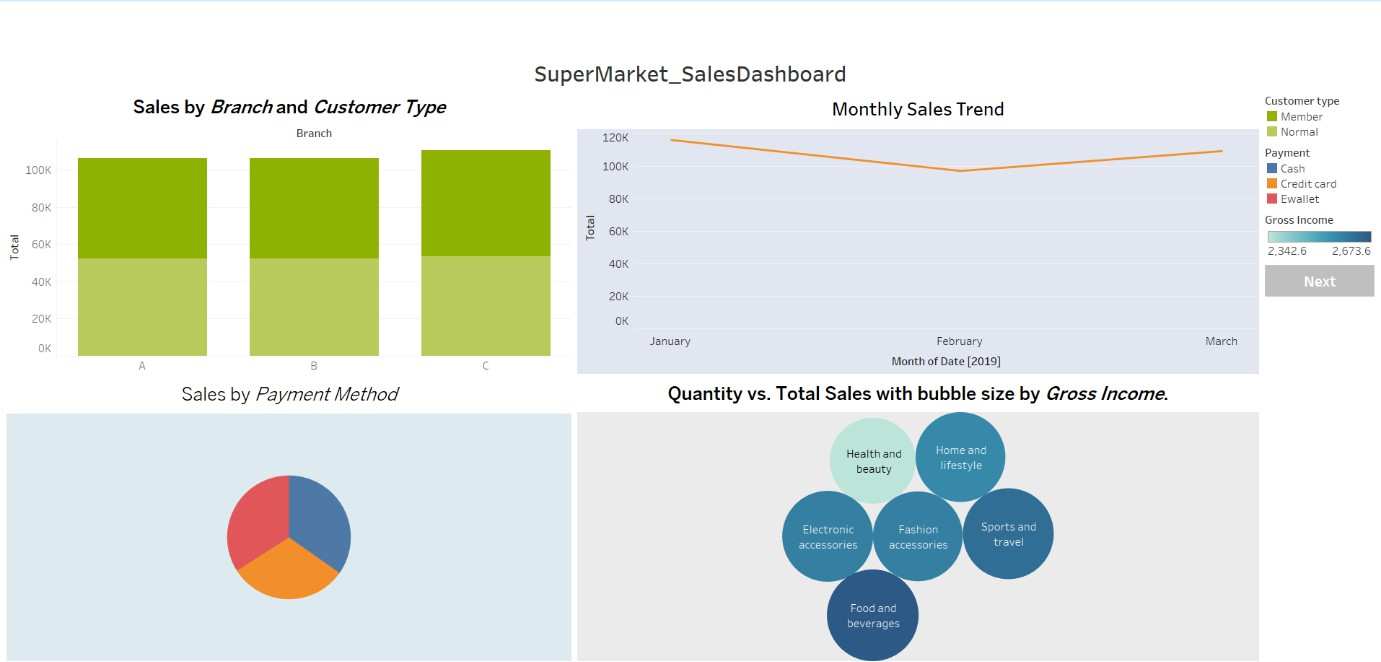 SuperMarket_SalesDashboard
Sales by Branch and Customer Type
Branch
Total
100K
80K
60K
40K
20K
0K
A
B
C
Monthly Sales Trend
Total
120K
100K
80K
60K
40K
20K
0K
January
February
March
Month of Date [2019]
Customer type
Member
Normal
Payment
Cash
Credit card
Ewallet
Gross Income
2,342.6 2,673.6
Next
Sales by Payment Method
Quantity vs. Total Sales with bubble size by Gross Income.
Health and
beauty
Home and
lifestyle
Electronic
accessories
Fashion
accessories
Sports and
travel
Food and
beverages